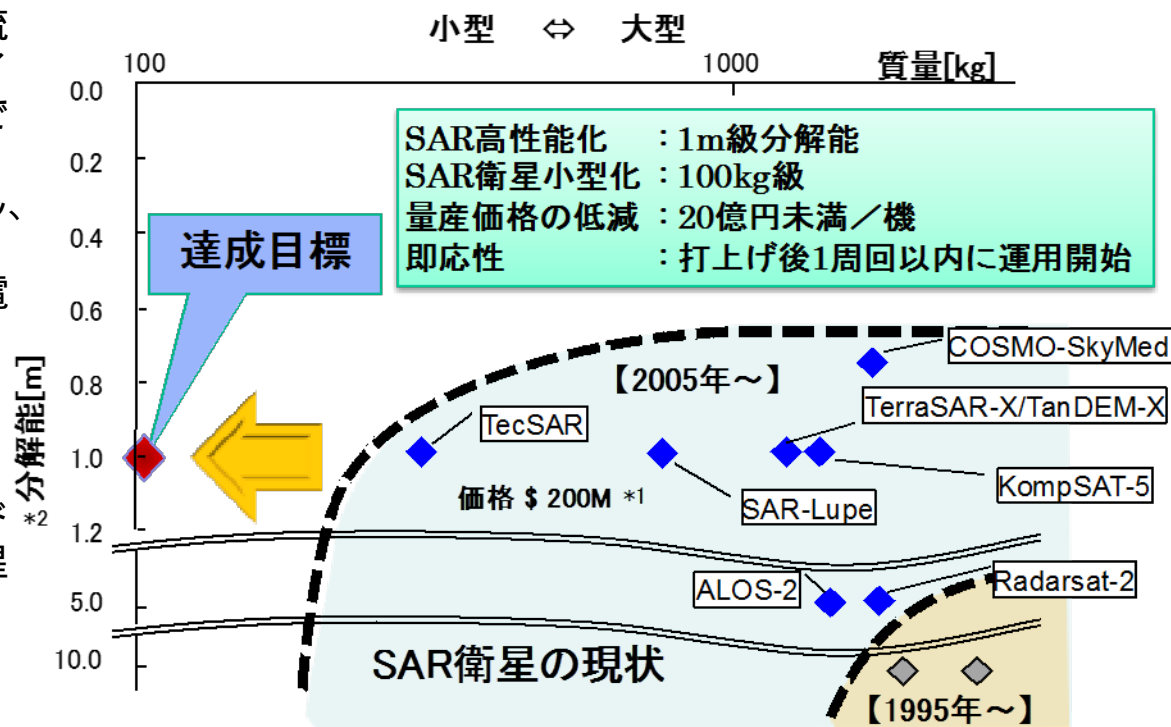 小型 ⇔ 大型
100
1000
質量[kg]
0.0
0.2
0.4
0.6
0.8
1.0
1.2
5.0
10.0
分解能[m]
*2
SAR高性能化 :1m級分解能
SAR衛星小型化 :100kg級
量産価格の低減 :20億円未満/機
即応性 :打上げ後1周回以内に運用開始
達成目標
COSMO-SkyMed
【2005年~】
TerraSAR-X/TanDEM-X
TecSAR
KompSAT-5
価格 $ 200M *1
SAR-Lupe
ALOS-2
Radarsat-2
SAR衛星の現状
【1995年~】